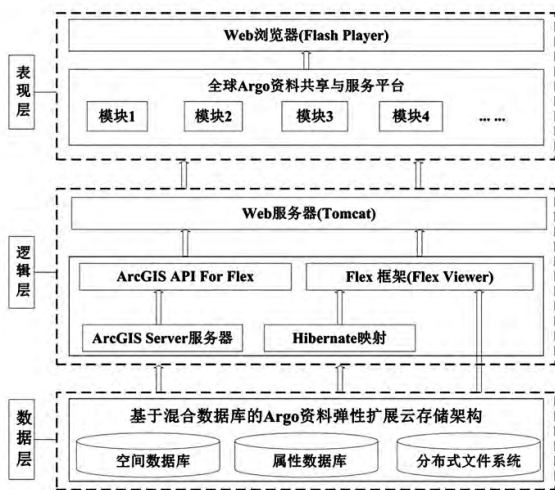 Web浏览器(Flash Player)
表现层
全球Argo资料共享与服务平台
模块1 模块2 模块3 模块4 ... ...
逻辑层
Web服务器(Tomcat)
ArcGIS API For Flex Flex 框架(Flex Viewer)
ArcGIS Server服务器 Hibernate映射
数据层
基于混合数据库的Argo资料弹性扩展云存储架构
空间数据库 属性数据库 分布式文件系统